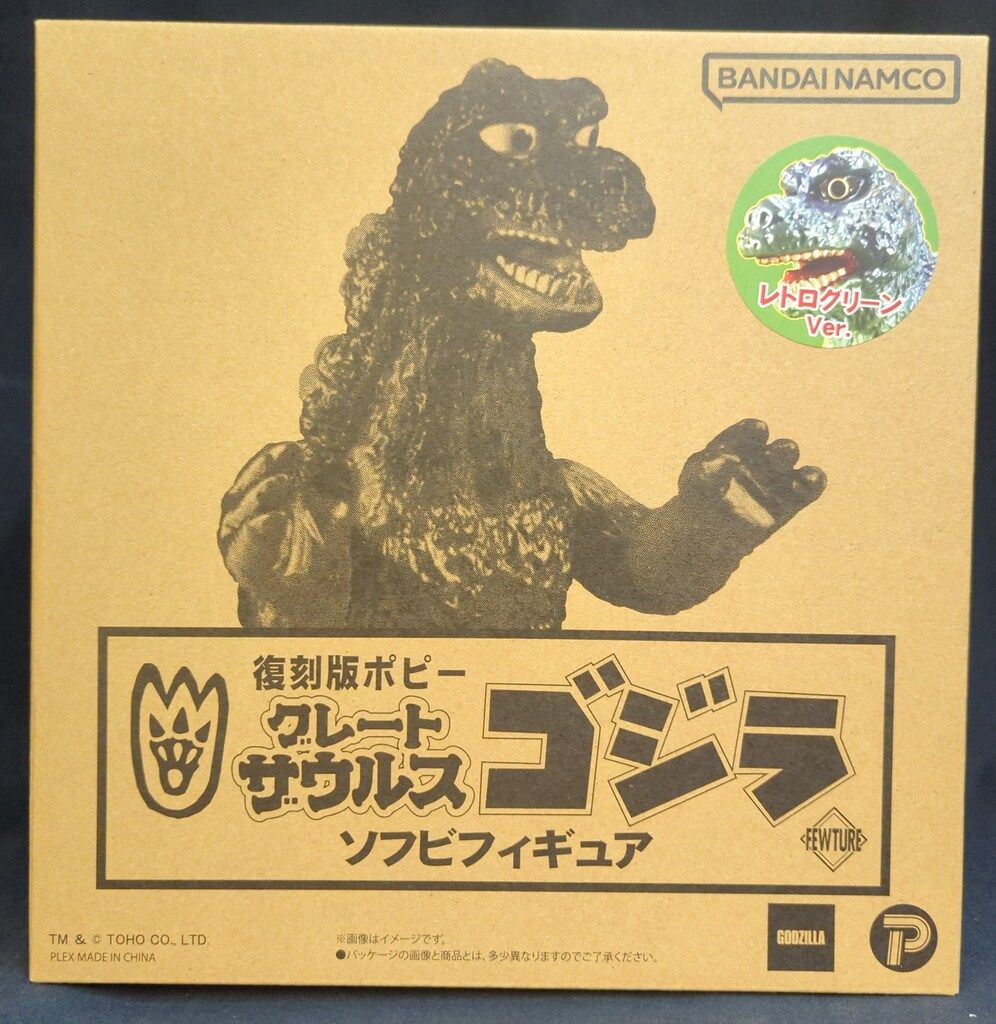 BANDAI NAMCO
レトログリーン
Ver.
復刻版ポピー
グレート
ザウルス
ゴジラ
ソフビフィギュア
FEWTURE
TM & © TOHO CO., LTD.
PLEX MADE IN CHINA
※画像はイメージです。
●パッケージの画像と商品とは、多少異なりますのでご了承ください。
GODZILLA
P